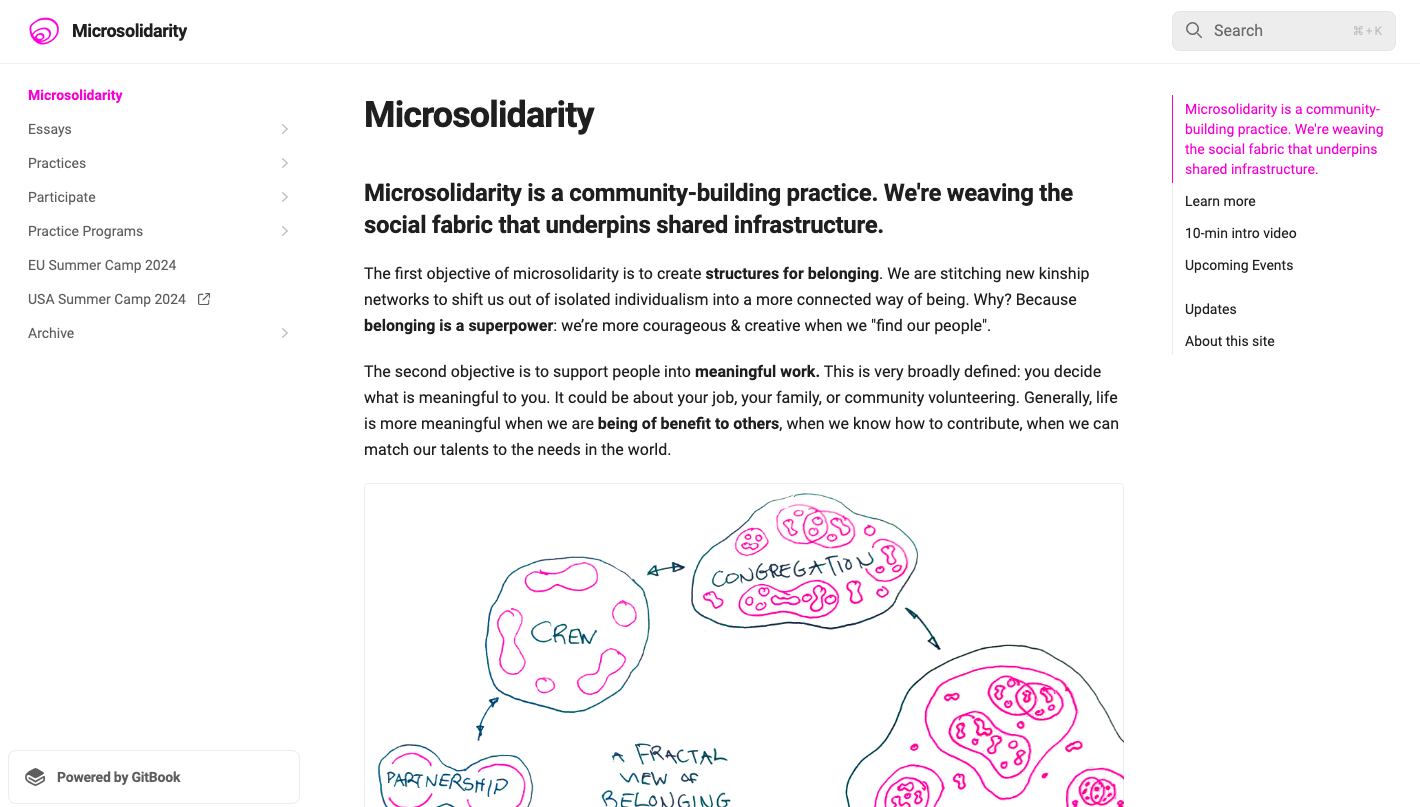 Microsolidarity
Search
⌘+K
Microsolidarity
Essays
Practices
Participate
Practice Programs
EU Summer Camp 2024
USA Summer Camp 2024
Archive
Powered by GitBook
Microsolidarity
Microsolidarity is a community-building practice. We're weaving the
social fabric that underpins shared infrastructure.
The first objective of microsolidarity is to create structures for belonging. We are stitching new kinship
networks to shift us out of isolated individualism into a more connected way of being. Why? Because
belonging is a superpower: we’re more courageous & creative when we "find our people".
The second objective is to support people into meaningful work. This is very broadly defined: you decide
what is meaningful to you. It could be about your job, your family, or community volunteering. Generally, life
is more meaningful when we are being of benefit to others, when we know how to contribute, when we can
match our talents to the needs in the world.
CONGREGATION
CREW
PARTNERSHIP
A FRACTAL
VIEW OF
BELONGING
Microsolidarity is a community-
building practice. We're weaving
the social fabric that underpins
shared infrastructure.
Learn more
10-min intro video
Upcoming Events
Updates
About this site